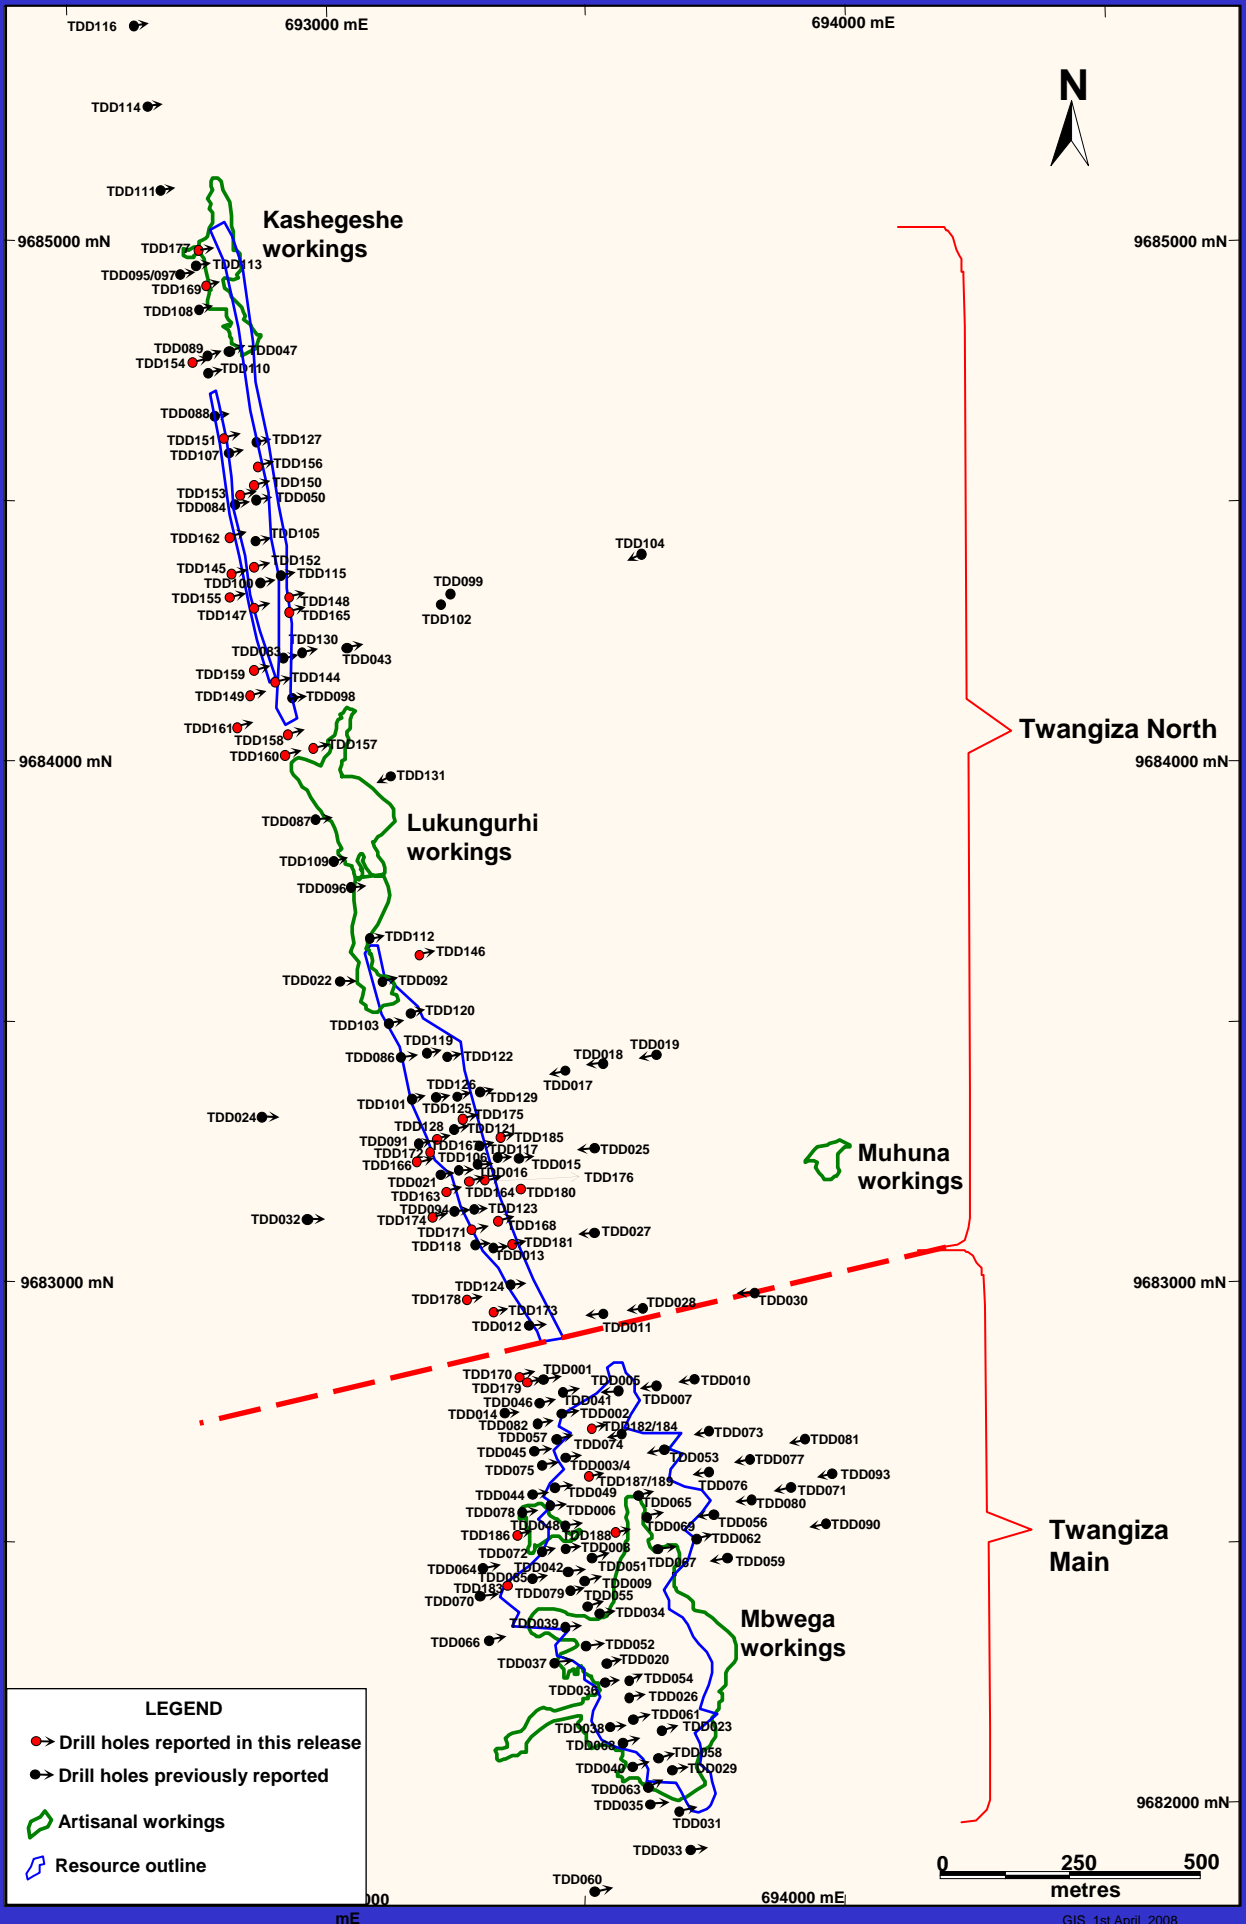 693000 mE
694000 mE
TDD116
TDD114
N
TDD111
Kashegeshe
workings
9685000 mN
9685000 mN
TDD177
TDD113
TDD095/097
TDD169
TDD108
TDD089
TDD047
TDD154
TDD110
TDD088
TDD151
TDD127
TDD107
TDD156
TDD150
TDD153
TDD050
TDD084
TDD162
TDD105
TDD104
TDD152
TDD145
TDD115
TDD100
TDD099
TDD155
TDD148
TDD147
TDD165
TDD102
TDD130
TDD083
TDD043
TDD159
TDD144
TDD149
TDD098
TDD161
Twangiza North
TDD158
TDD157
TDD160
9684000 mN
9684000 mN
TDD131
TDD087
Lukungurhi
workings
TDD109
TDD096
TDD112
TDD146
TDD022
TDD092
TDD120
TDD103
TDD119
TDD019
TDD086
TDD122
TDD018
TDD017
TDD126
TDD129
TDD101
TDD125
TDD024
TDD175
TDD128
TDD121
TDD185
TDD091
TDD167
TDD117
TDD025
TDD172
TDD106
TDD015
TDD166
TDD016
Muhuna
workings
TDD021
TDD176
TDD163
TDD164
TDD180
TDD094
TDD123
TDD032
TDD174
TDD168
TDD171
TDD027
TDD118
TDD181
TDD013
9683000 mN
9683000 mN
TDD124
TDD178
TDD173
TDD028
TDD030
TDD012
TDD011
TDD170
TDD001
TDD179
TDD005
TDD010
TDD046
TDD041
TDD007
TDD014
TDD002
TDD082
TDD182/184
TDD073
TDD057
TDD074
TDD081
TDD045
TDD053
TDD077
TDD075
TDD003/4
TDD093
TDD187/189
TDD076
TDD071
TDD044
TDD049
TDD065
TDD080
TDD078
TDD006
TDD056
TDD048
TDD069
TDD090
TDD186
TDD188
TDD062
Twangiza
Main
TDD072
TDD008
TDD067
TDD059
TDD064
TDD042
TDD051
TDD085
TDD009
TDD183
TDD079
TDD070
TDD055
TDD034
TDD039
Mbwega
workings
TDD066
TDD052
TDD037
TDD020
TDD036
TDD054
TDD026
TDD061
TDD038
TDD023
TDD068
TDD058
TDD040
TDD029
TDD063
TDD035
9682000 mN
TDD031
TDD033
TDD060
LEGEND
Drill holes reported in this release
Drill holes previously reported
Artisanal workings
Resource outline
0 250 500
metres
000
mE
694000 mE
GIS, 1st April, 2008